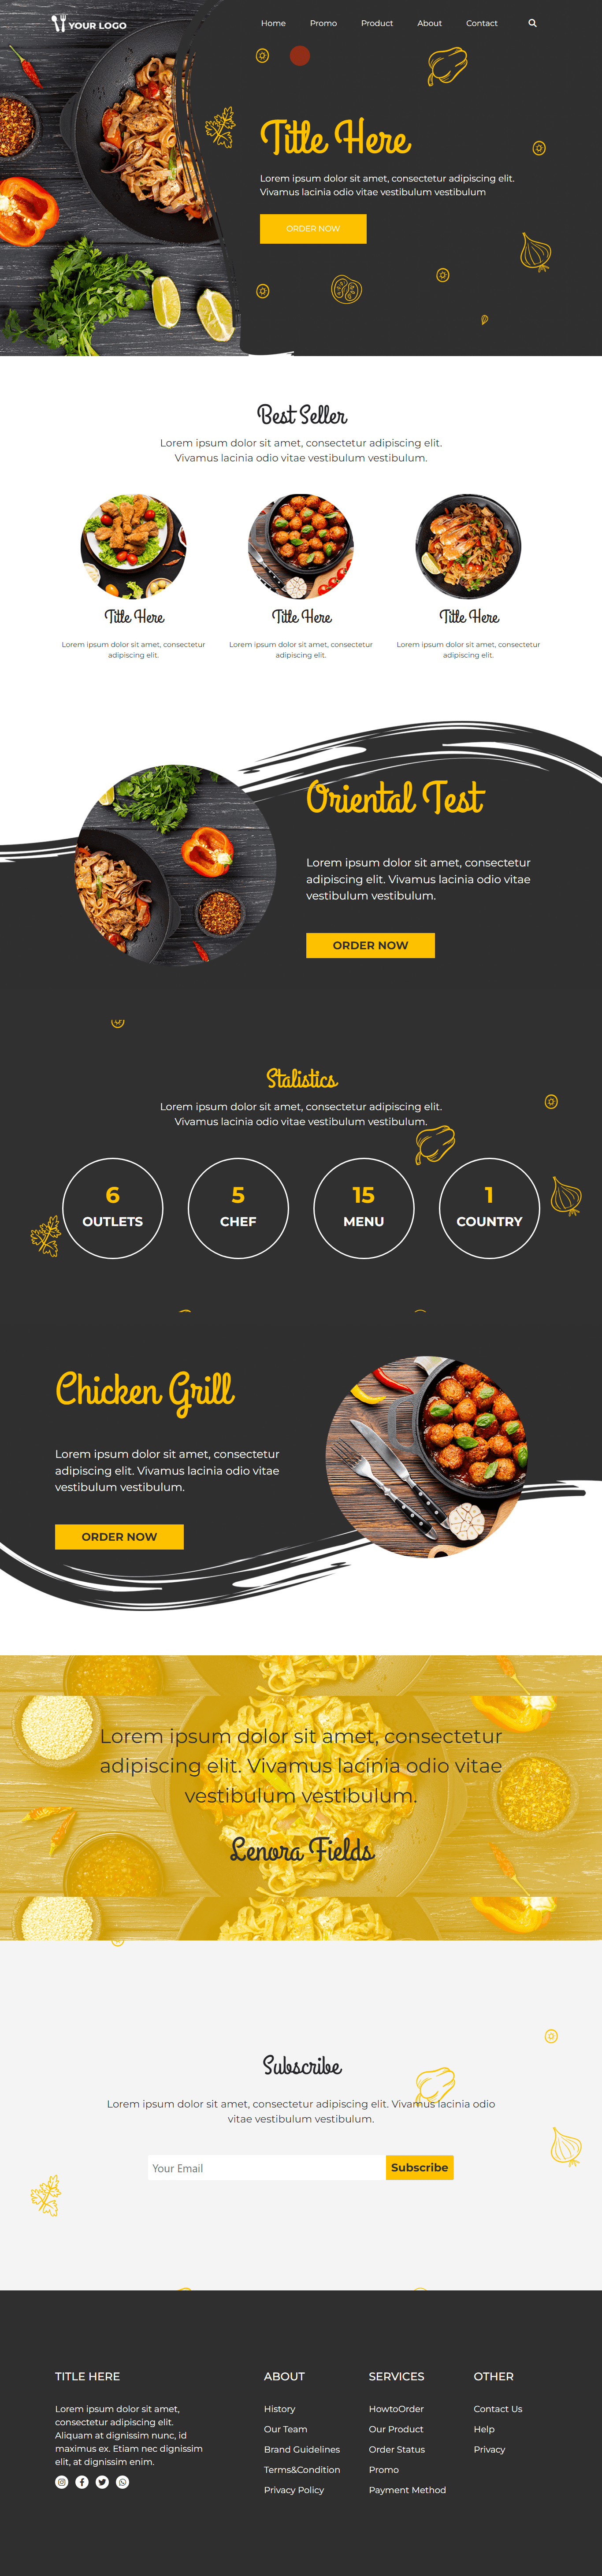 YOUR LOGO
Home Promo Product About Contact
Title Here
Lorem ipsum dolor sit amet, consectetur adipiscing elit.
Vivamus lacinia odio vitae vestibulum vestibulum
ORDER NOW
Best Seller
Lorem ipsum dolor sit amet, consectetur adipiscing elit.
Vivamus lacinia odio vitae vestibulum vestibulum.
Title Here
Lorem ipsum dolor sit amet, consectetur
adipiscing elit.
Title Here
Lorem ipsum dolor sit amet, consectetur
adipiscing elit.
Title Here
Lorem ipsum dolor sit amet, consectetur
adipiscing elit.
Oriental Test
Lorem ipsum dolor sit amet, consectetur
adipiscing elit. Vivamus lacinia odio vitae
vestibulum vestibulum.
ORDER NOW
Stalistics
Lorem ipsum dolor sit amet, consectetur adipiscing elit.
Vivamus lacinia odio vitae vestibulum vestibulum.
6
OUTLETS
5
CHEF
15
MENU
1
COUNTRY
Chicken Grill
Lorem ipsum dolor sit amet, consectetur
adipiscing elit. Vivamus lacinia odio vitae
vestibulum vestibulum.
ORDER NOW
Lorem ipsum dolor sit amet, consectetur
adipiscing elit. Vivamus lacinia odio vitae
vestibulum vestibulum.
Lenora Fields
Subscribe
Lorem ipsum dolor sit amet, consectetur adipiscing elit. Vivamus lacinia odio
vitae vestibulum vestibulum.
Your Email
Subscribe
TITLE HERE
Lorem ipsum dolor sit amet,
consectetur adipiscing elit.
Aliquam at dignissim nunc, id
maximus ex. Etiam nec dignissim
elit, at dignissim enim.
ABOUT
History
Our Team
Brand Guidelines
Terms&Condition
Privacy Policy
SERVICES
HowtoOrder
Our Product
Order Status
Promo
Payment Method
OTHER
Contact Us
Help
Privacy